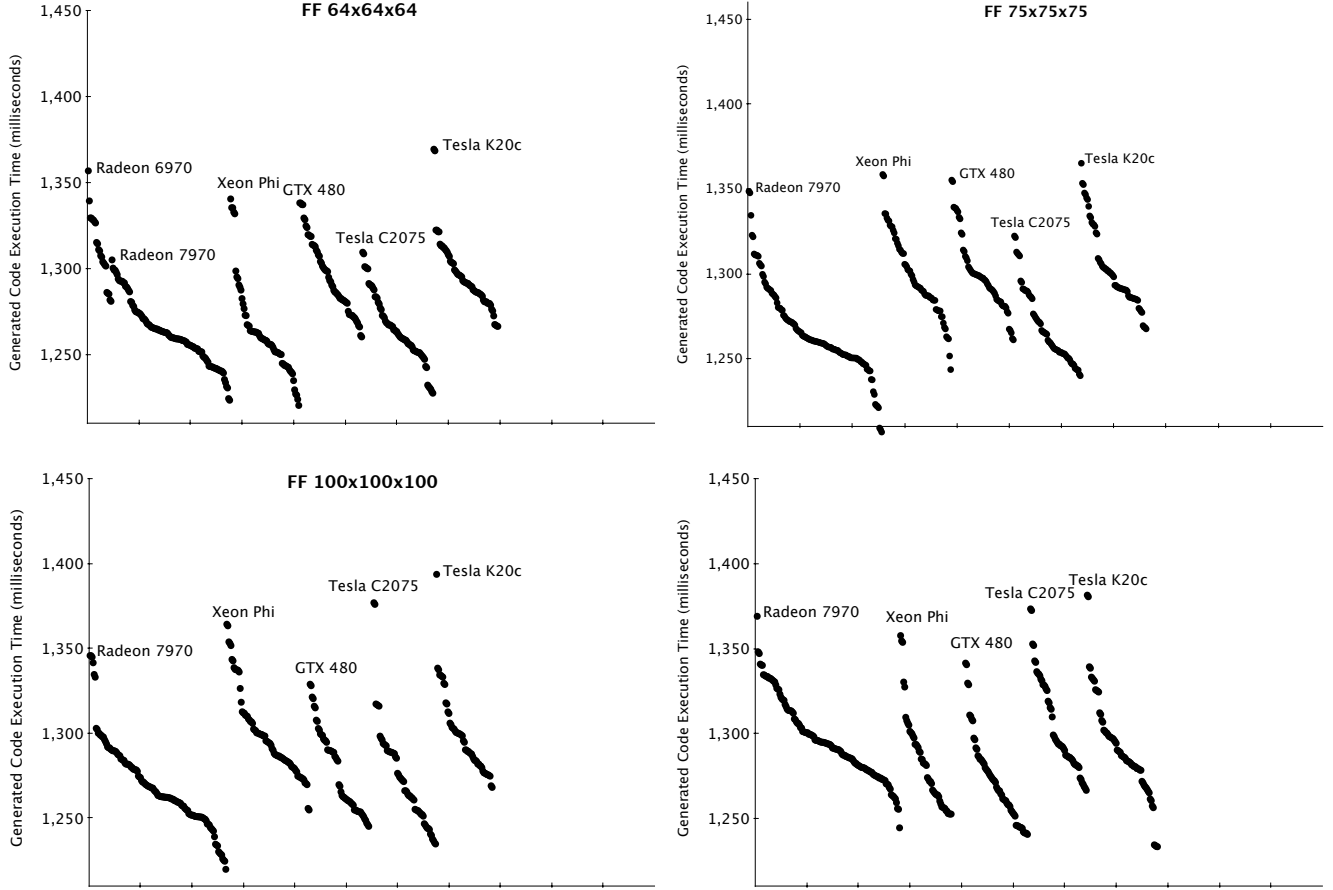 FF 64x64x64
Generated Code Execution Time (milliseconds)
1,450
1,400
1,350
1,300
1,250
Radeon 6970
Radeon 7970
Xeon Phi
GTX 480
Tesla C2075
Tesla K20c
FF 75x75x75
Generated Code Execution Time (milliseconds)
1,450
1,400
1,350
1,300
1,250
Radeon 7970
Xeon Phi
GTX 480
Tesla C2075
Tesla K20c
FF 100x100x100
Generated Code Execution Time (milliseconds)
1,450
1,400
1,350
1,300
1,250
Radeon 7970
Xeon Phi
GTX 480
Tesla C2075
Tesla K20c
Generated Code Execution Time (milliseconds)
1,450
1,400
1,350
1,300
1,250
Radeon 7970
Xeon Phi
GTX 480
Tesla C2075
Tesla K20c